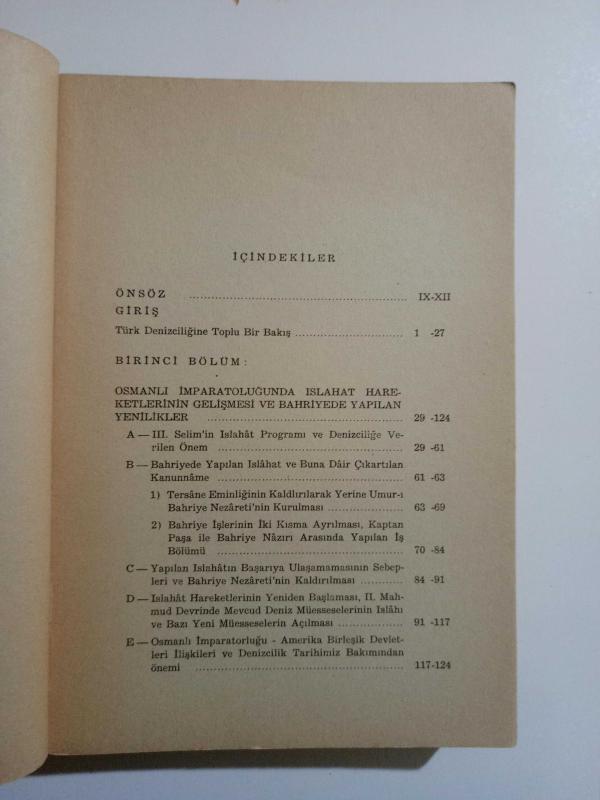 İÇİNDEKİLER
ÖNSÖZ ........................................ IX-XII
GİRİŞ
Türk Denizciliğine Toplu Bir Bakış .................... 1 -27
BİRİNCİ BÖLÜM:
OSMANLI İMPARATOLUĞUNDA ISLAHAT HARE-
KETLERİNİN GELİŞMESİ VE BAHRİYEDE YAPILAN
YENİLİKLER ........................................ 29 -124
A — III. Selim'in Islahat Programı ve Denizciliğe Ve-
rilen Önem ........................................ 29 -61
B — Bahriyede Yapılan Islâhat ve Buna Dâir Çıkartılan
Kanunnâme ........................................ 61 -63
1) Tersâne Eminliğinin Kaldlırılarak Yerine Umur-ı
Bahriye Nezâreti'nin Kurulması .................... 63 -69
2) Bahriye İşlerinin İki Kısma Ayrılması, Kaptan
Paşa ile Bahriye Nâzırı Arasında Yapılan İş
Bölümü ........................................ 70 -84
C — Yapılan Islahâtın Başarıya Ulaşamamasının Sebep-
leri ve Bahriye Nezâreti'nin Kaldırılması ............ 84 -91
D — Islahat Hareketlerinin Yeniden Başlaması, II. Mah-
mud Devrinde Mevcud Deniz Müesseselerinin Islâhı
ve Bazı Yeni Müesseselerin Açılması ................ 91 -117
E — Osmanlı İmparatorluğu - Amerika Birleşik Devlet-
leri İlişkileri ve Denizcilik Tarihimiz Bakımından
önemi ........................................ 117-124